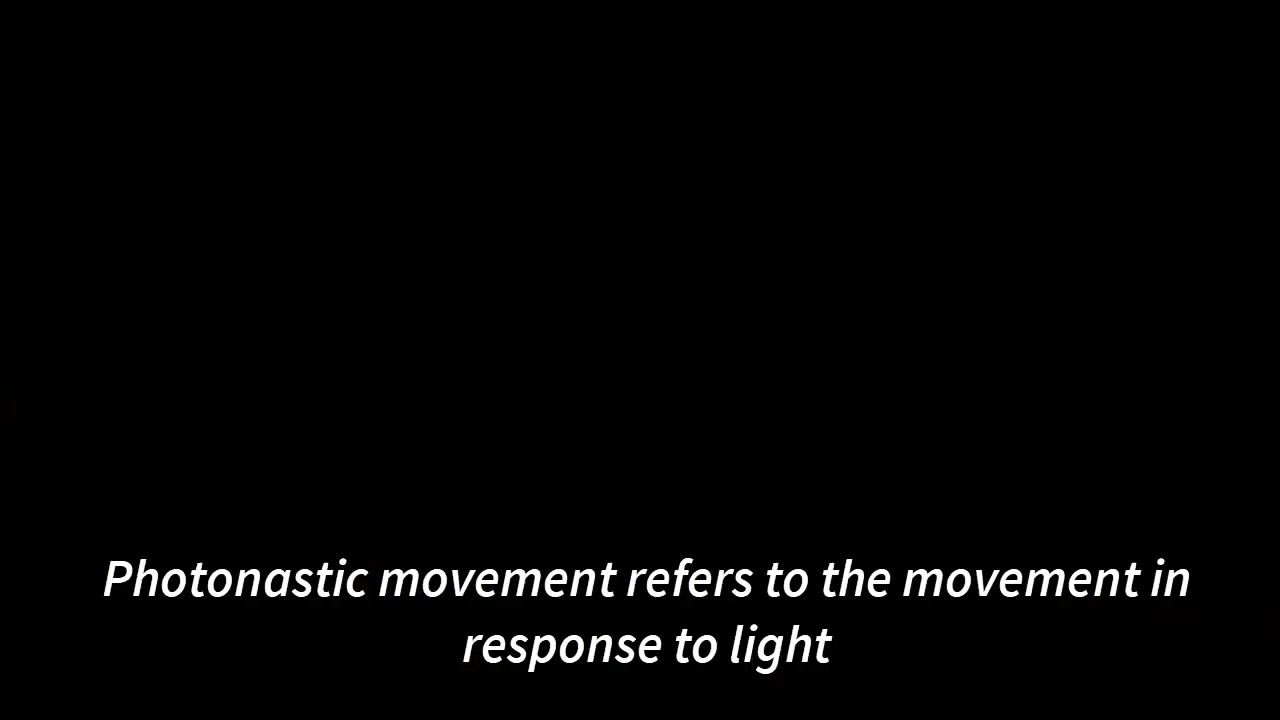 Photonastic movement refers to the movement in
response to light